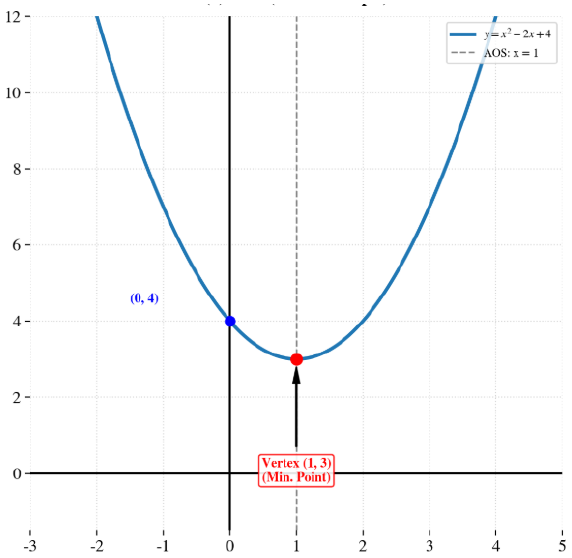 12
y = x² − 2x + 4
AOS: x = 1
10
8
6
(0, 4)
4
2
Vertex (1, 3)
(Min. Point)
0
-3 -2 -1 0 1 2 3 4 5